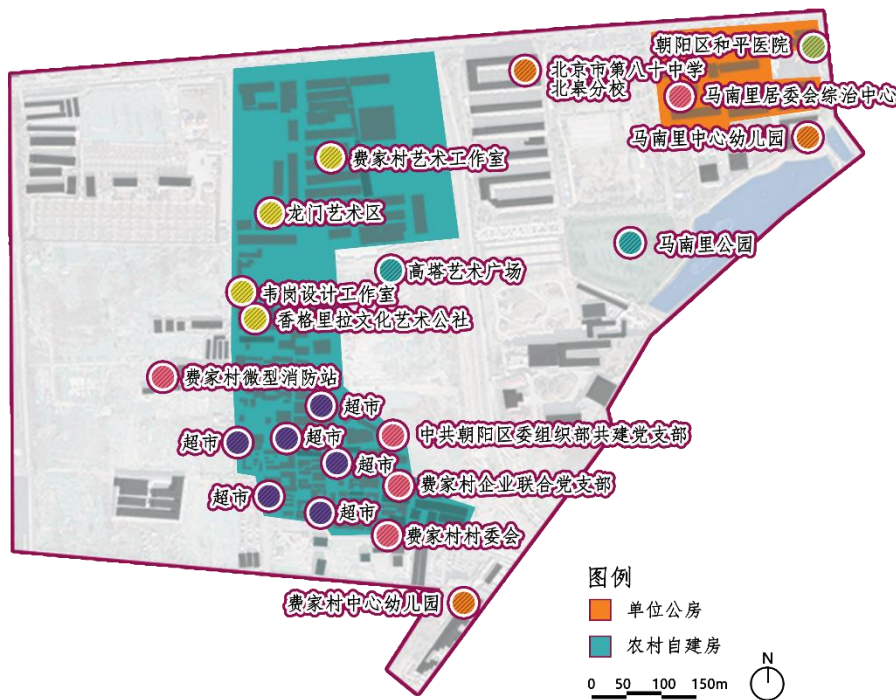 朝阳区和平医院
北京市第八十中学
北皋分校
马南里居委会综治中心
马南里中心幼儿园
费家村艺术工作室
龙门艺术区
马南里公园
高塔艺术广场
韦岗设计工作室
香格里拉文化艺术公社
费家村微型消防站
超市
中共朝阳区委组织部共建党支部
超市
超市
超市
费家村企业联合党支部
超市
超市
费家村村委会
费家村中心幼儿园
图例
单位公房
农村自建房
0 50 100 150m
N